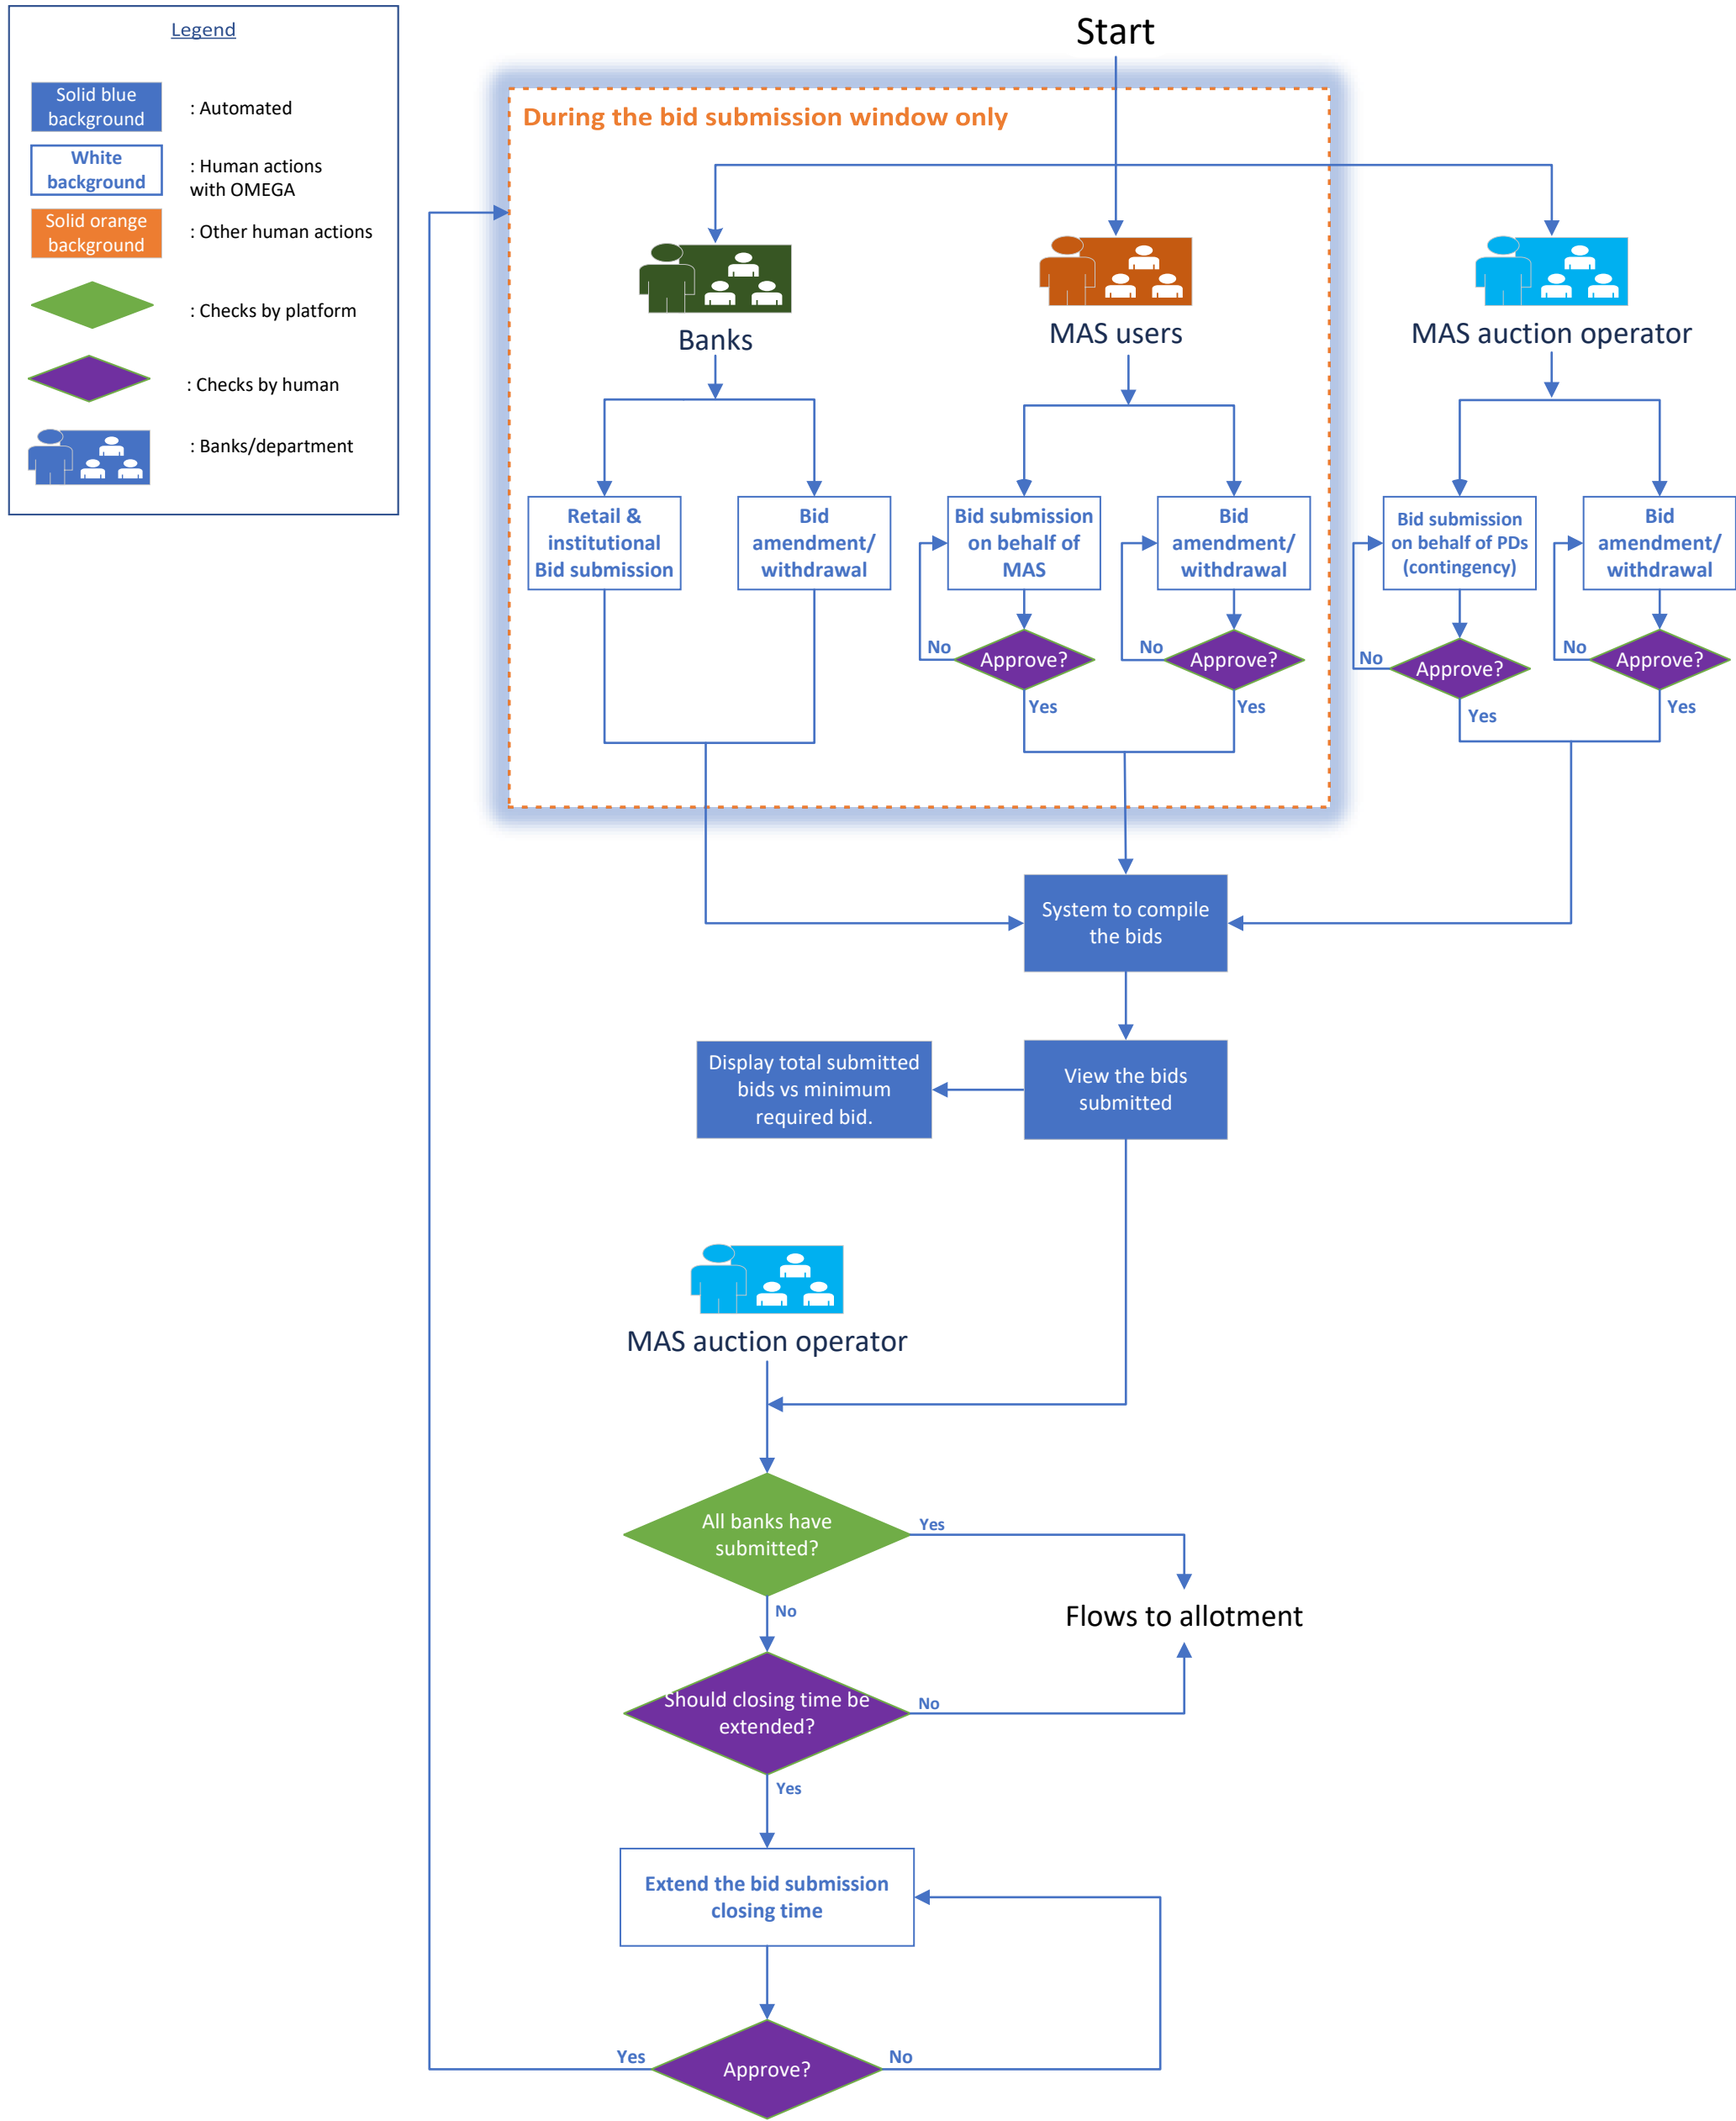 Legend
Solid blue
background
: Automated
White
background
: Human actions
with OMEGA
Solid orange
background
: Other human actions
: Checks by platform
: Checks by human
: Banks/department
Start
During the bid submission window only
Banks
MAS users
MAS auction operator
Retail &
institutional
Bid submission
Bid
amendment/
withdrawal
Bid submission
on behalf of
MAS
Bid
amendment/
withdrawal
Bid submission
on behalf of PDs
(contingency)
Bid
amendment/
withdrawal
No
Approve?
Yes
No
Approve?
Yes
No
Approve?
Yes
No
Approve?
Yes
System to compile
the bids
Display total submitted
bids vs minimum
required bid.
View the bids
submitted
MAS auction operator
All banks have
submitted?
Yes
No
Flows to allotment
Should closing time be
extended?
No
Yes
Extend the bid submission
closing time
Yes
Approve?
No